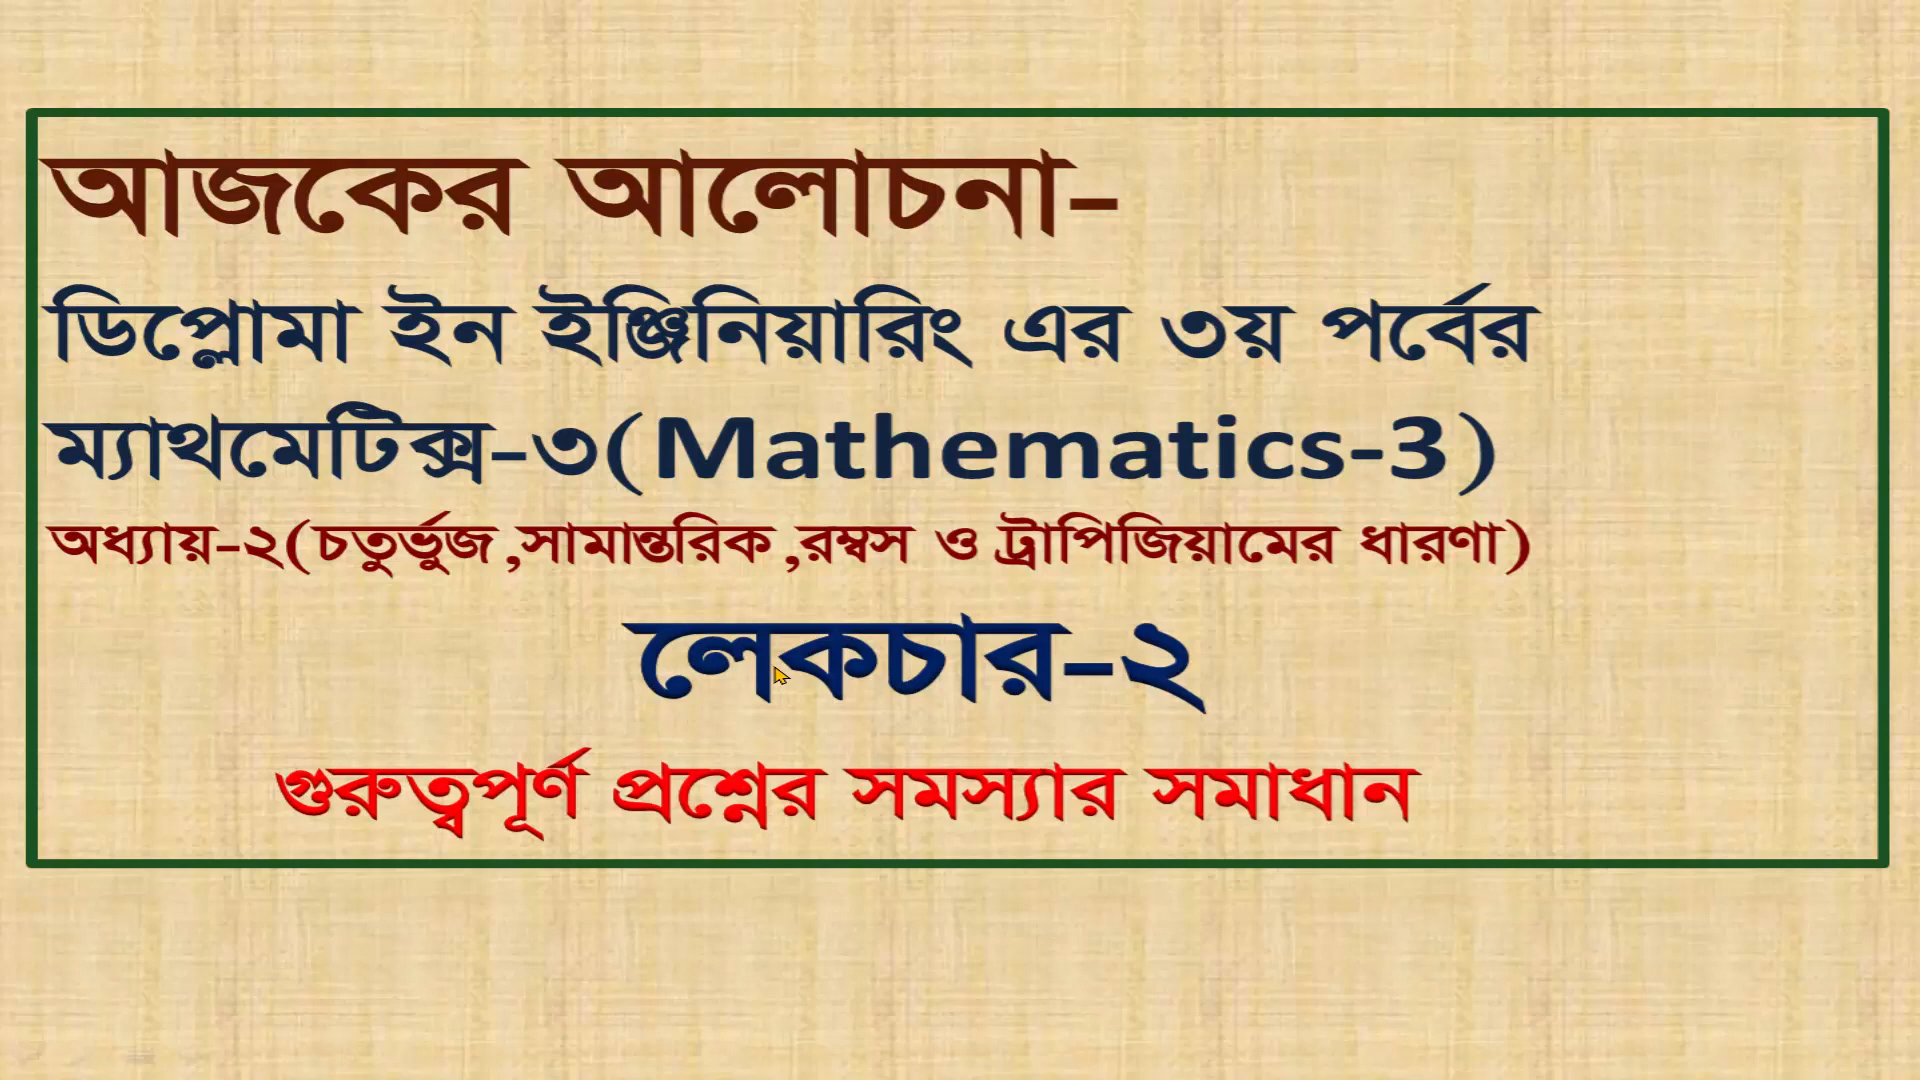 আজকের আলোচনা-
ডিপ্লোমা ইন ইঞ্জিনিয়ারিং এর ৩য় পর্বের
ম্যাথমেটিক্স-৩(Mathematics-3)
অধ্যায়-২(চতুর্ভুজ,সামান্তরিক,রম্বস ও ট্রাপিজিয়ামের ধারণা)
লেকচার-২
গুরুত্বপূর্ণ প্রশ্নের সমস্যার সমাধান